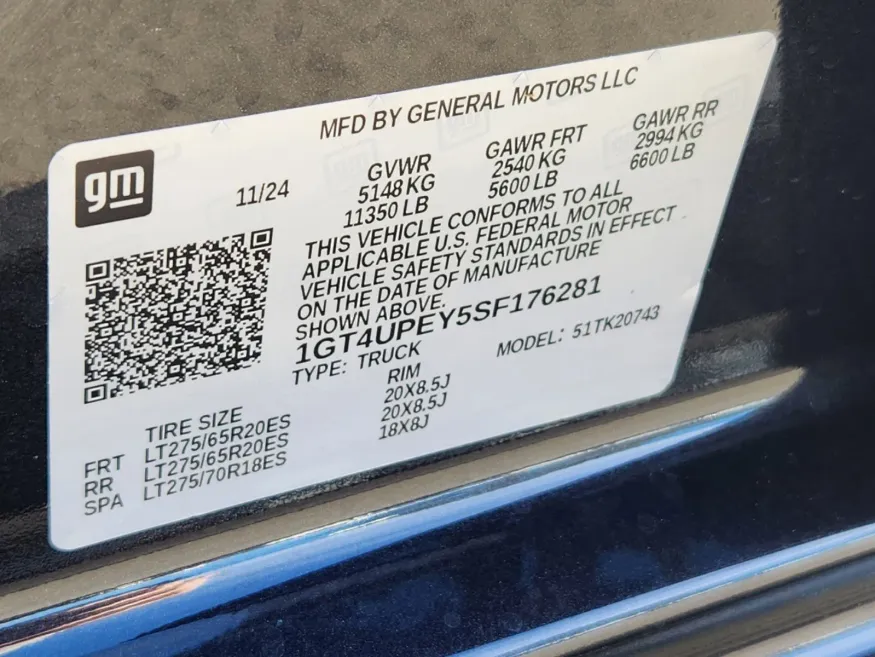 MFD BY GENERAL MOTORS LLC
gm
11/24
GVWR
5148 KG
11350 LB
GAWR FRT
2540 KG
5600 LB
GAWR RR
2994 KG
6600 LB
THIS VEHICLE CONFORMS TO ALL
APPLICABLE U.S. FEDERAL MOTOR
VEHICLE SAFETY STANDARDS IN EFFECT
ON THE DATE OF MANUFACTURE
SHOWN ABOVE.
1GT4UPEY5SF176281
TYPE: TRUCK
MODEL: 51TK20743
TIRE SIZE RIM
FRT LT275/65R20ES 20X8.5J
RR LT275/65R20ES 20X8.5J
SPA LT275/70R18ES 18X8J